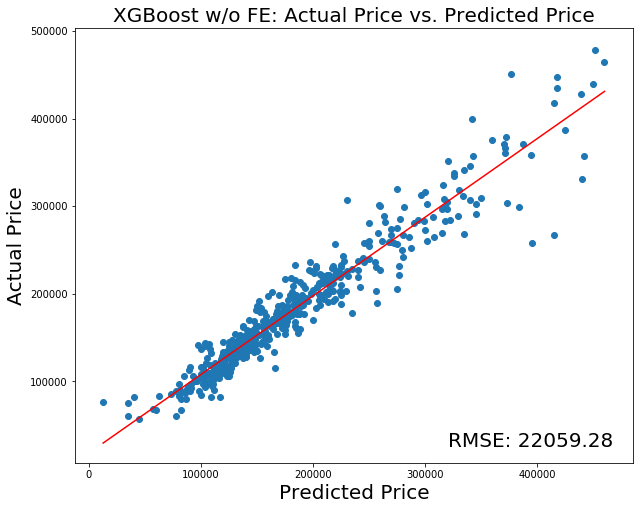 XGBoost w/o FE: Actual Price vs. Predicted Price
500000
400000
300000
200000
100000
Actual Price
RMSE: 22059.28
0 100000 200000 300000 400000
Predicted Price